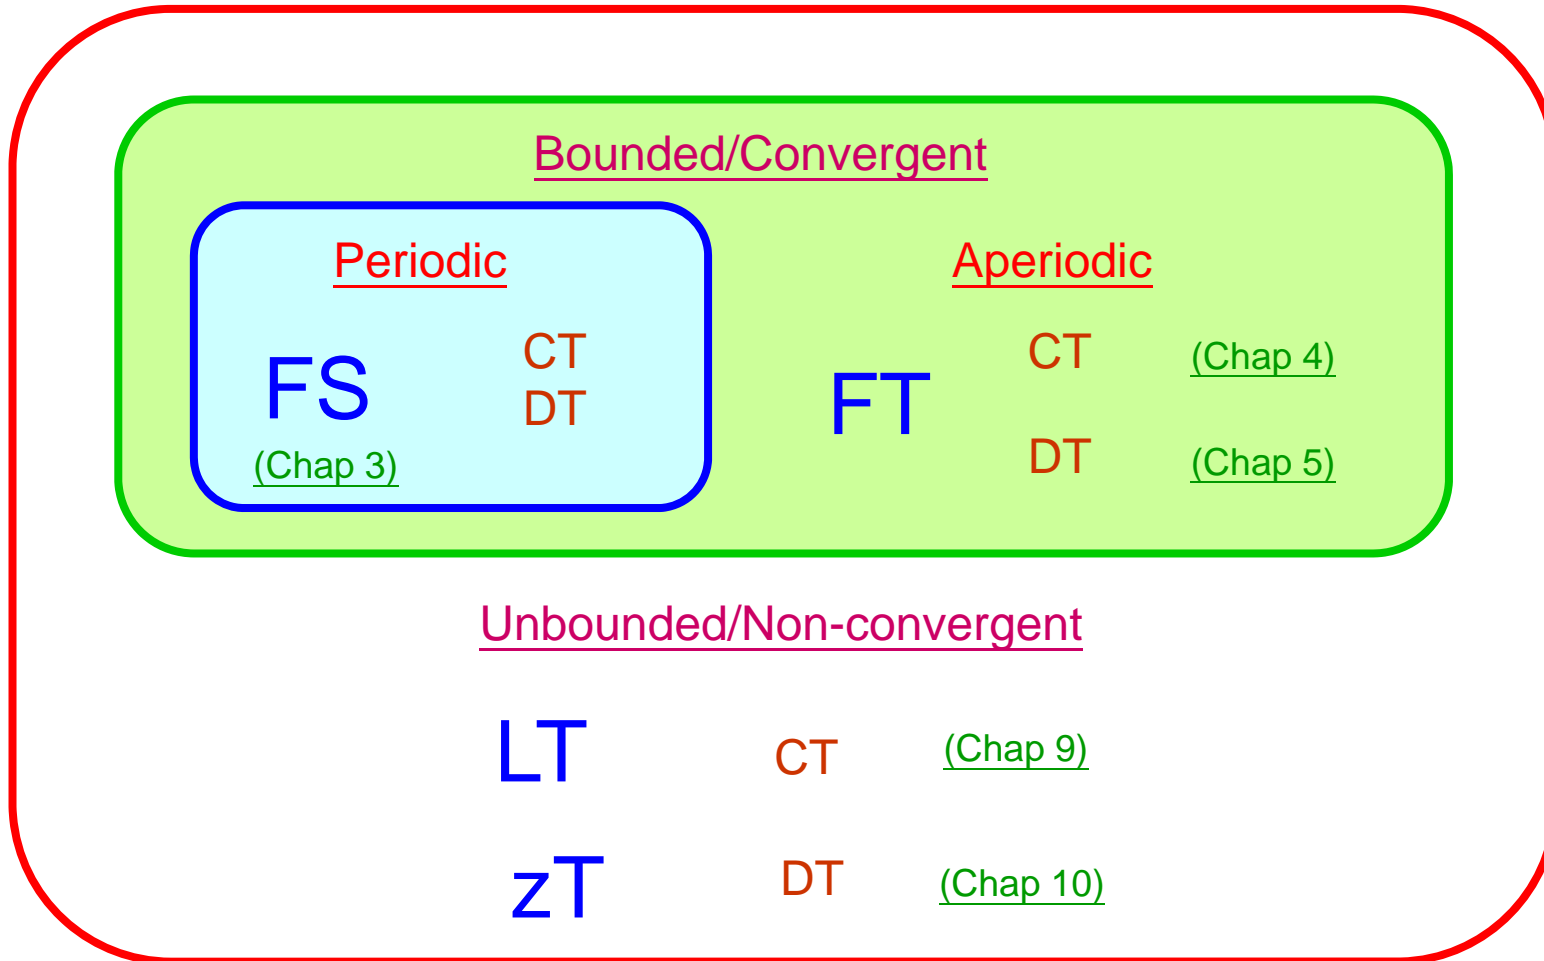 Bounded/Convergent
Periodic
FS
CT
DT
(Chap 3)
Aperiodic
FT
CT
(Chap 4)
DT
(Chap 5)
Unbounded/Non-convergent
LT
CT
(Chap 9)
zT
DT
(Chap 10)